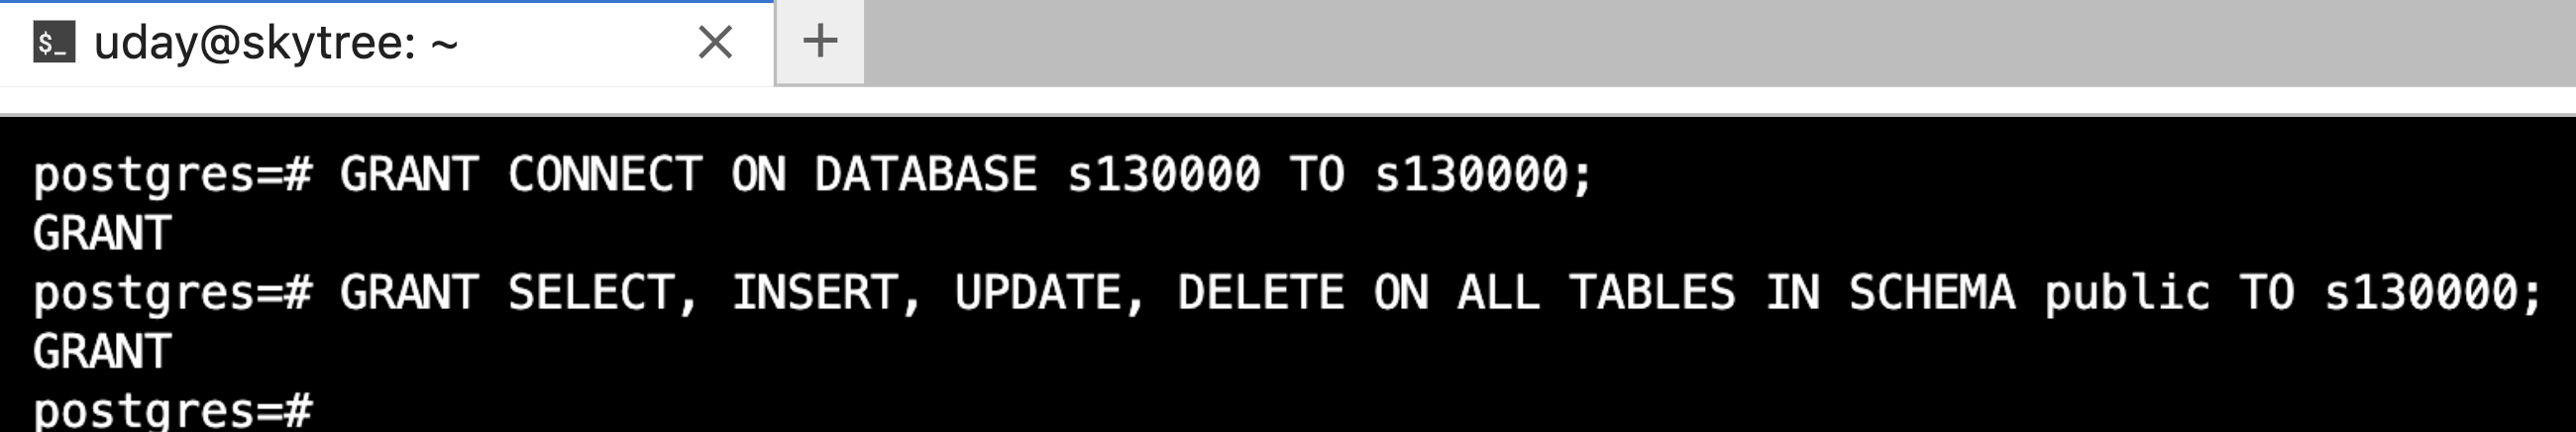 $_ uday@skytree: ~
postgres=# GRANT CONNECT ON DATABASE s130000 TO s130000;
GRANT
postgres=# GRANT SELECT, INSERT, UPDATE, DELETE ON ALL TABLES IN SCHEMA public TO s130000;
GRANT
postgres=#